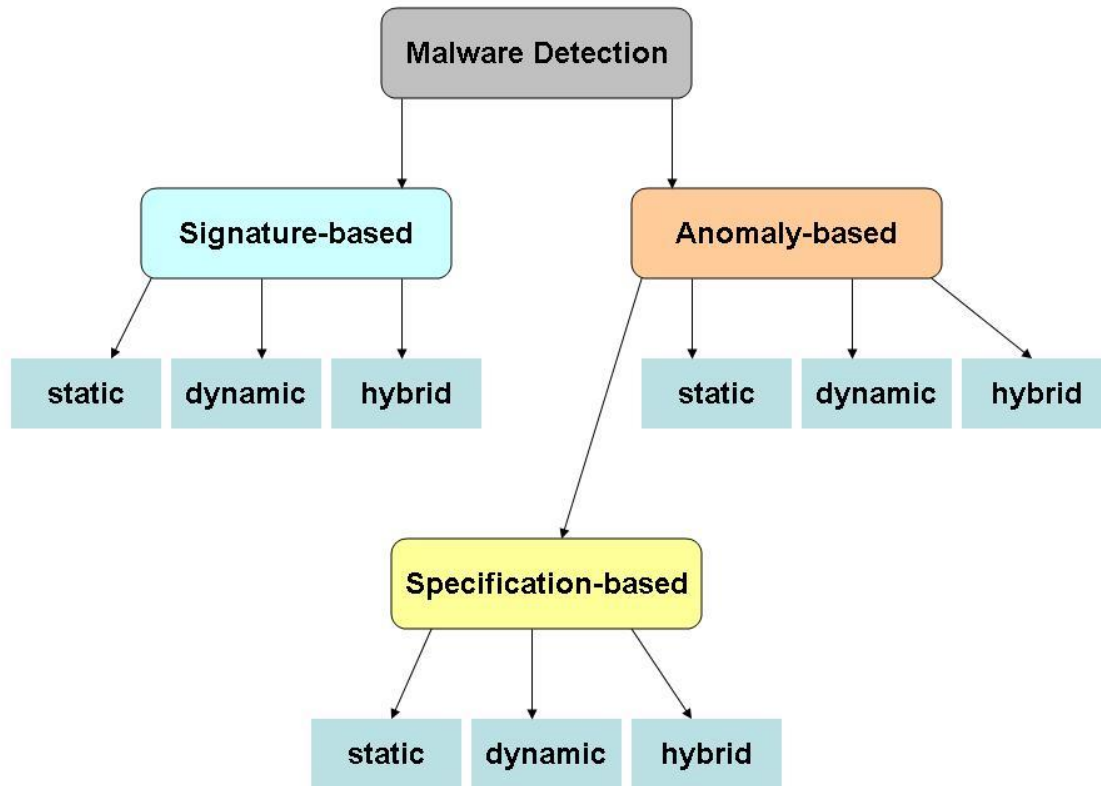 Malware Detection
Signature-based
Anomaly-based
static
dynamic
hybrid
static
dynamic
hybrid
Specification-based
static
dynamic
hybrid